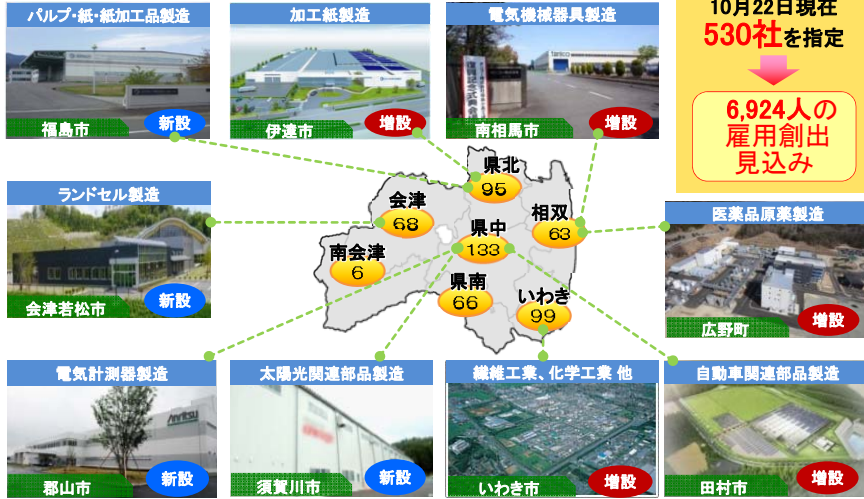 パルプ・紙・紙加工品製造
福島市
新設
加工紙製造
伊達市
増設
電気機械器具製造
tanico
南相馬市
増設
10月22日現在
530社を指定
6,924人の
雇用創出
見込み
ランドセル製造
会津若松市
新設
県北
95
会津
68
相双
63
県中
133
南会津
6
県南
66
いわき
99
医薬品原薬製造
広野町
増設
電気計測器製造
Anritsu
郡山市
新設
太陽光関連部品製造
須賀川市
新設
繊維工業、化学工業 他
いわき市
増設
自動車関連部品製造
田村市
増設